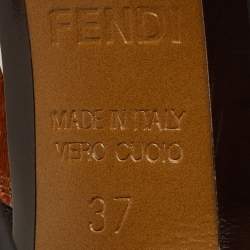 FENDI
MADE IN ITALY
VERO CUOIO
37